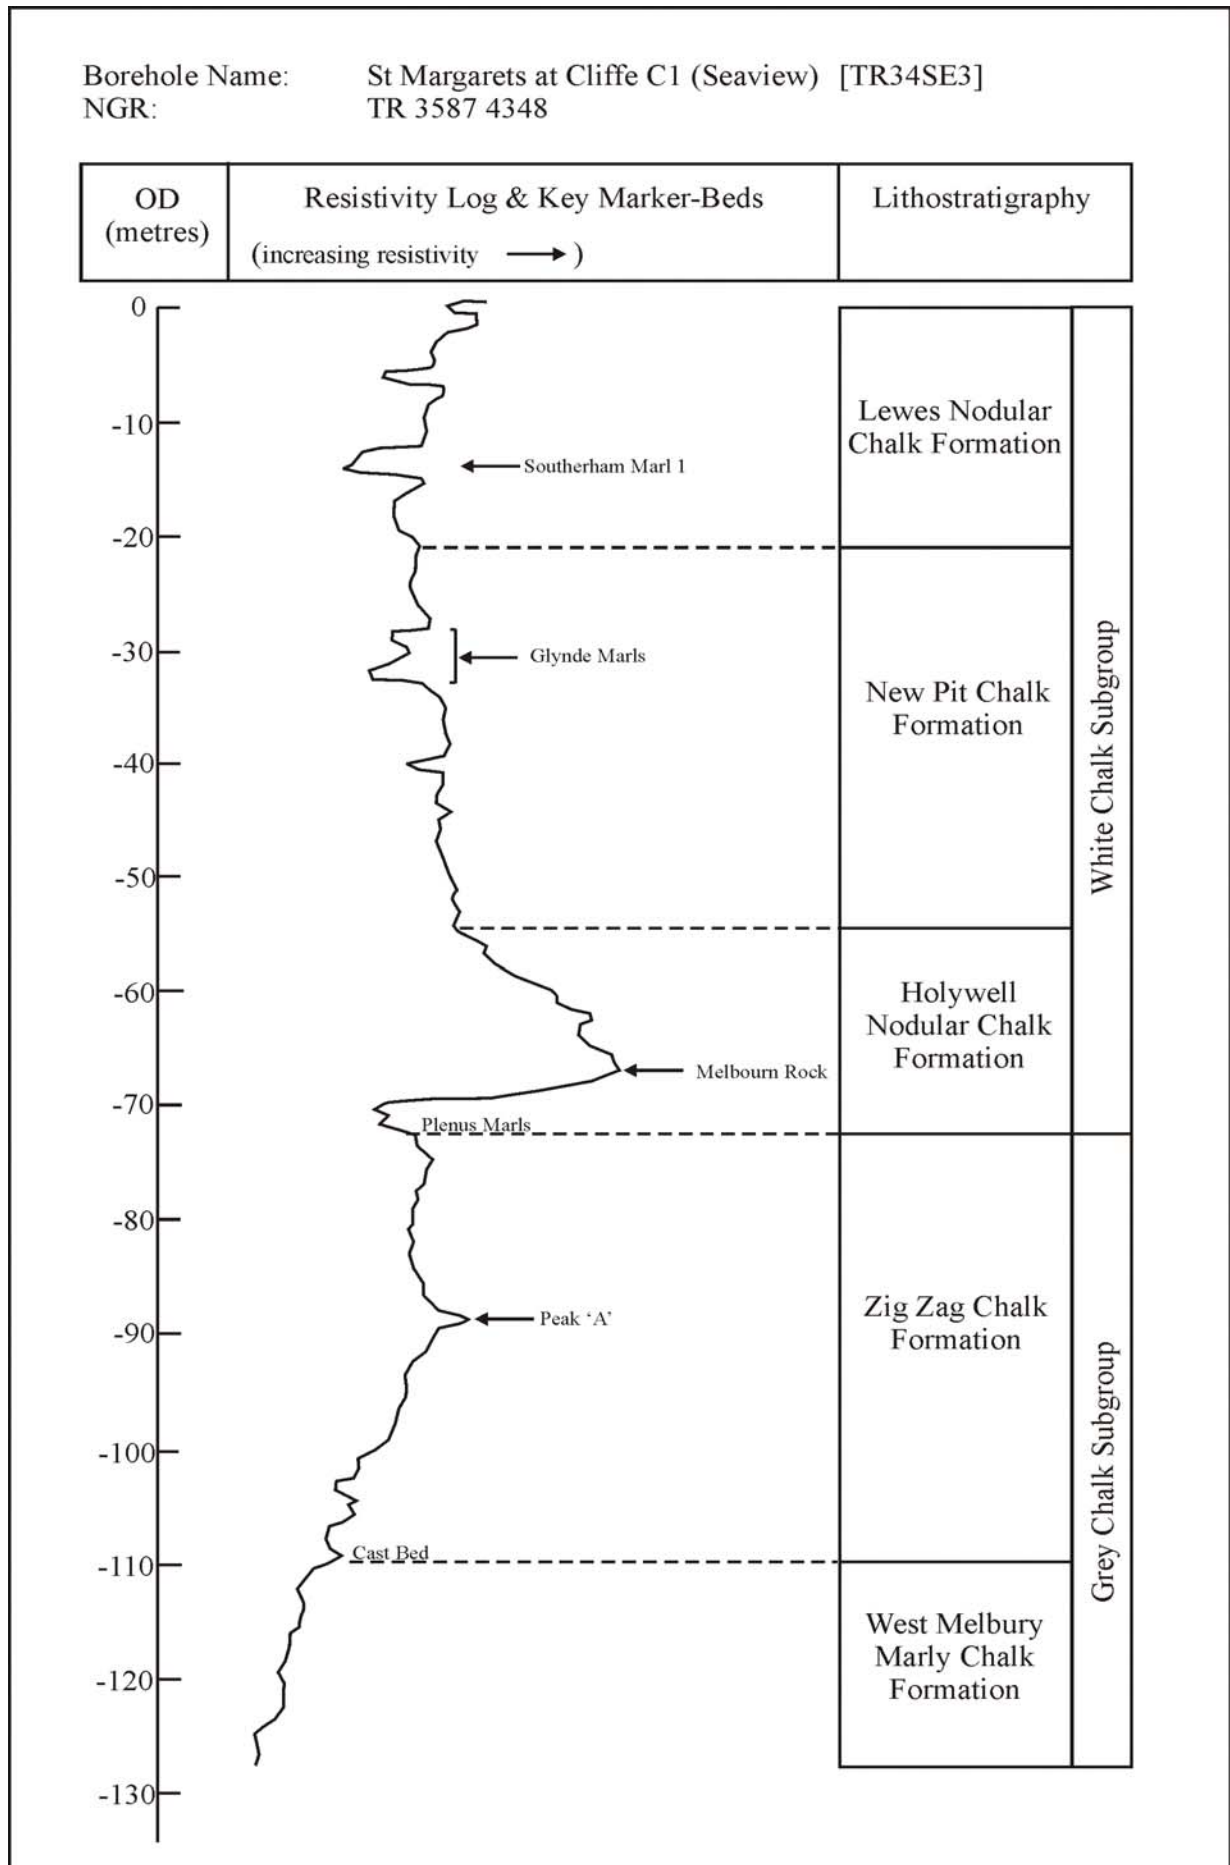 Borehole Name: St Margarets at Cliffe C1 (Seaview) [TR34SE3]
NGR: TR 3587 4348
OD
(metres)
Resistivity Log & Key Marker-Beds
(increasing resistivity )
Lithostratigraphy
0
-10
-20
-30
-40
-50
-60
-70
-80
-90
-100
-110
-120
-130
Southerham Marl 1
Glynde Marls
Melbourn Rock
Plenus Marls
Peak ‘A’
Cast Bed
Lewes Nodular
Chalk Formation
New Pit Chalk
Formation
Holywell
Nodular Chalk
Formation
Zig Zag Chalk
Formation
West Melbury
Marly Chalk
Formation
White Chalk Subgroup
Grey Chalk Subgroup